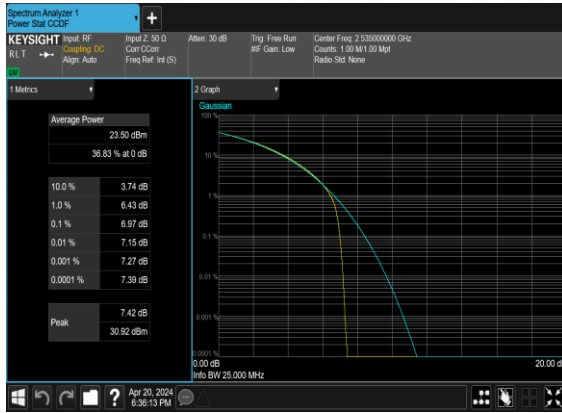 Spectrum Analyzer 1
Power Stat CCDF
+
KEYSIGHT
RLT
LXI
Input: RF
Coupling: DC
Align: Auto
Input Z: 50 Ω
Corr CCorr
Freq Ref: Int (S)
Atten: 30 dB
Trig: Free Run
#IF Gain: Low
Center Freq: 2.535000000 GHz
Counts: 1.00 M/1.00 Mpt
Radio Std: None
1 Metrics
Average Power
23.50 dBm
36.83 % at 0 dB
10.0 % 3.74 dB
1.0 % 6.43 dB
0.1 % 6.97 dB
0.01 % 7.15 dB
0.001 % 7.27 dB
0.0001 % 7.39 dB
Peak
7.42 dB
30.92 dBm
2 Graph
Gaussian
100 %
10 %
1 %
0.1 %
0.01 %
0.001 %
0.0001 %
0.00 dB
20.00 d
Info BW 25.000 MHz
?
Apr 20, 2024
6:36:13 PM